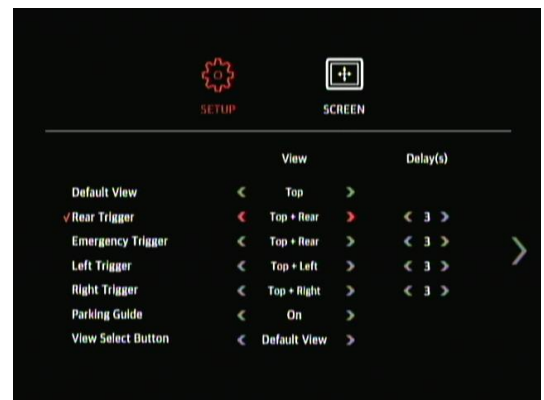 SETUP SCREEN
View Delay(s)
Default View < Top >
√ Rear Trigger < Top + Rear > < 3 >
Emergency Trigger < Top + Rear > < 3 >
Left Trigger < Top + Left > < 3 >
Right Trigger < Top + Right > < 3 >
Parking Guide < On >
View Select Button < Default View >
>